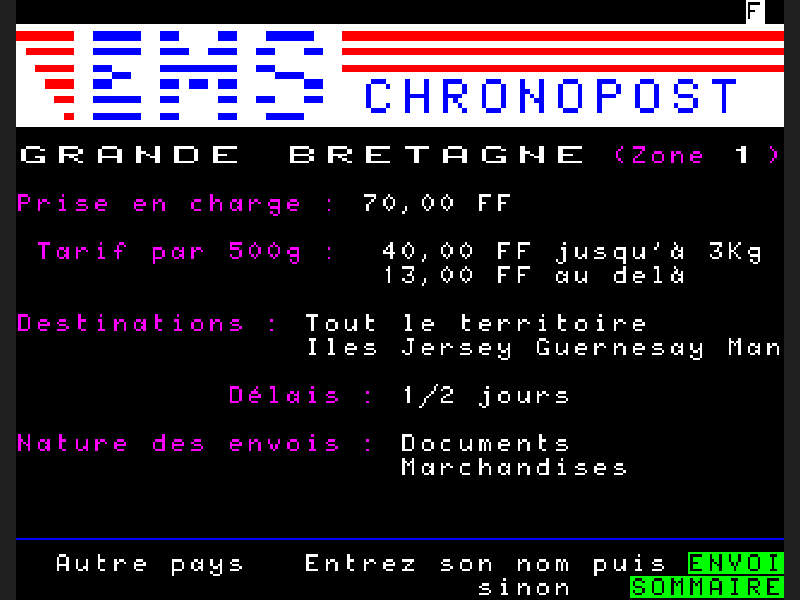 F
EMS
CHRONOPOST
GRANDE BRETAGNE (Zone 1 )
Prise en charge : 70,00 FF
Tarif par 500g : 40,00 FF jusqu'à 3Kg
13,00 FF au delà
Destinations : Tout le territoire
Iles Jersey Guernesay Man
Délais : 1/2 jours
Nature des envois : Documents
Marchandises
Autre pays Entrez son nom puis ENVOI
sinon SOMMAIRE